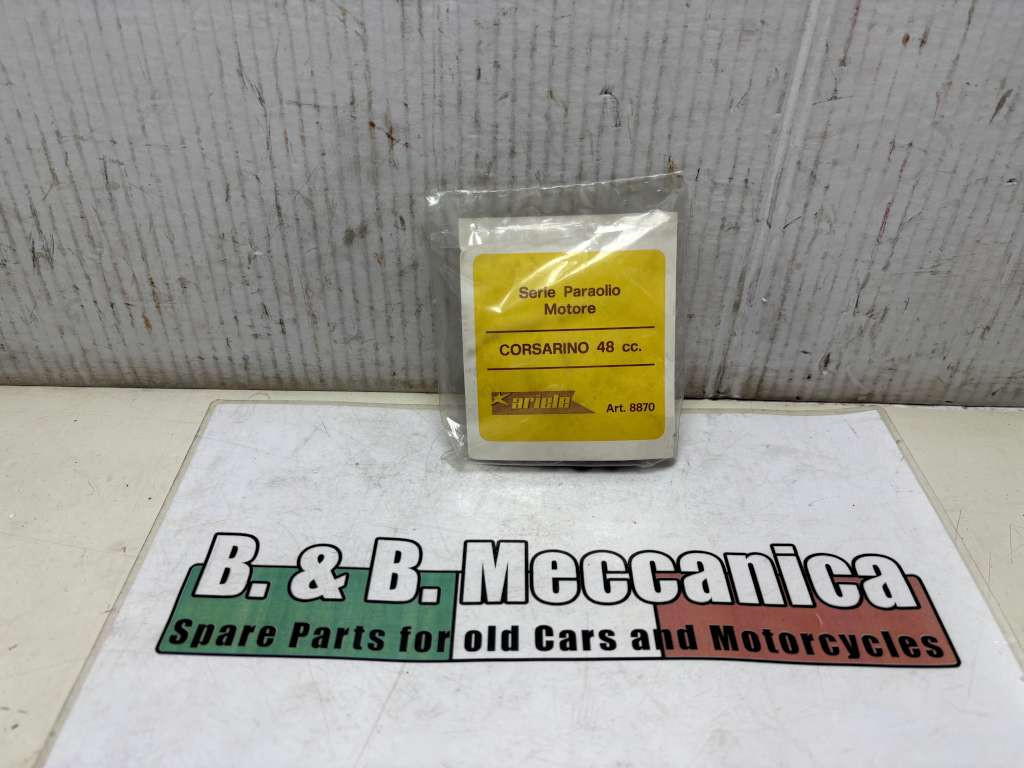 Serie Paraolio
Motore
CORSARINO 48 cc.
ariete
Art. 8870
B. & B. Meccanica
Spare Parts for old Cars and Motorcycles